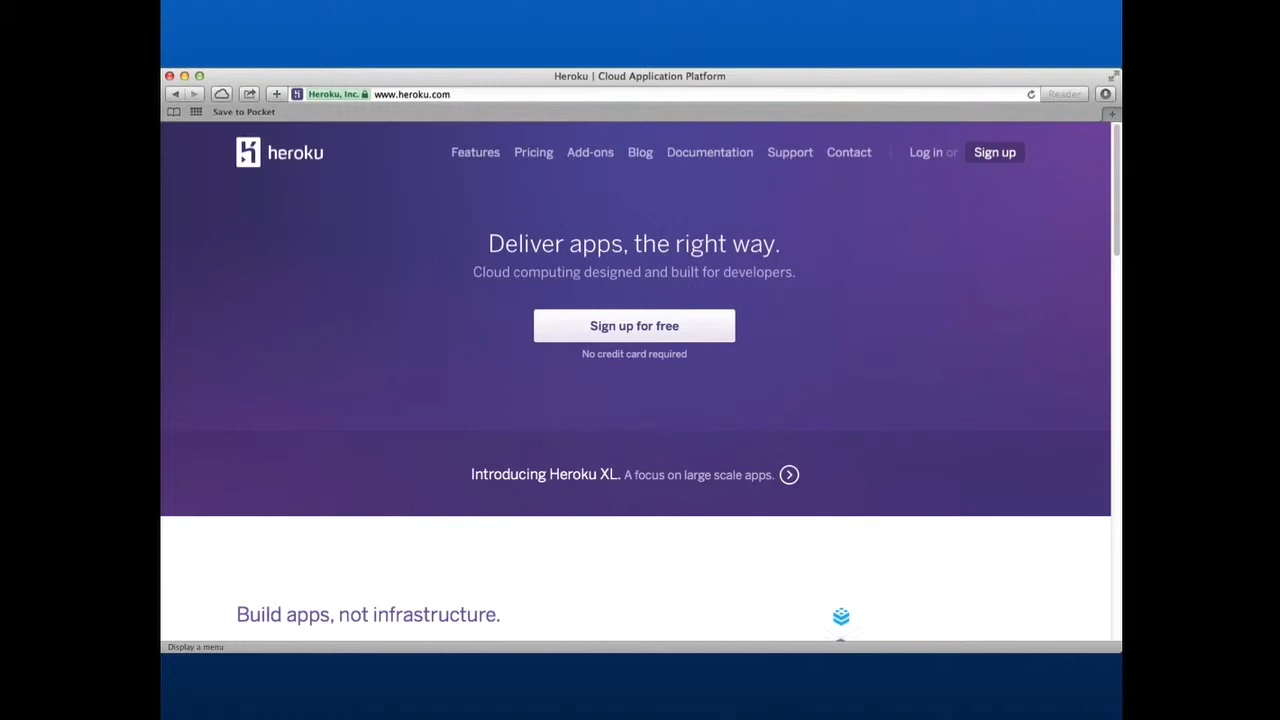 Heroku | Cloud Application Platform
Heroku, Inc. www.heroku.com Reader
Save to Pocket
heroku Features Pricing Add-ons Blog Documentation Support Contact | Log in or Sign up
Deliver apps, the right way.
Cloud computing designed and built for developers.
Sign up for free
No credit card required
Introducing Heroku XL. A focus on large scale apps.
Build apps, not infrastructure.
Display a menu